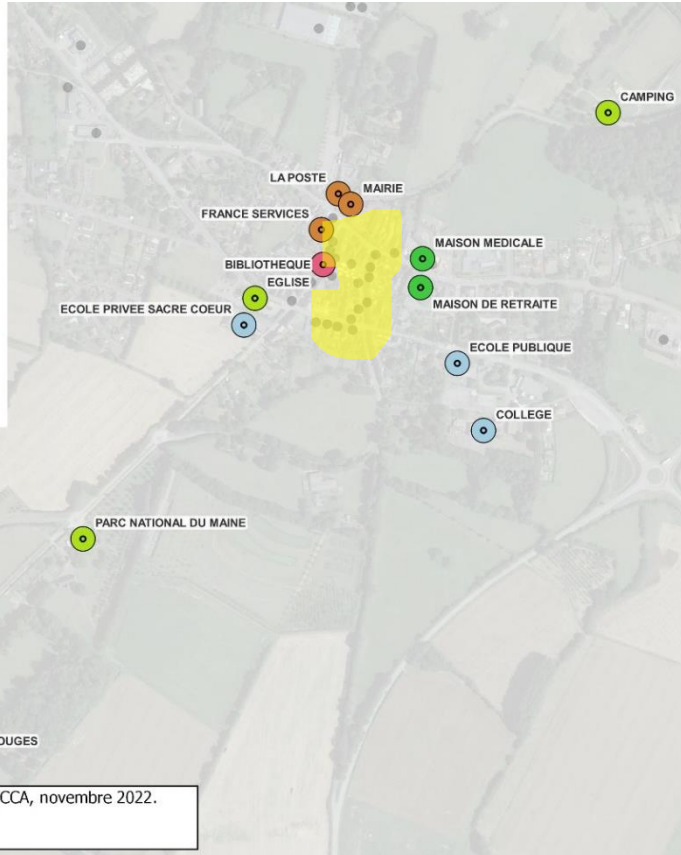 CAMPING
LA POSTE
MAIRIE
FRANCE SERVICES
MAISON MEDICALE
BIBLIOTHEQUE
EGLISE
MAISON DE RETRAITE
ECOLE PRIVEE SACRE COEUR
ECOLE PUBLIQUE
COLLEGE
PARC NATIONAL DU MAINE
OUGES
CCA, novembre 2022.